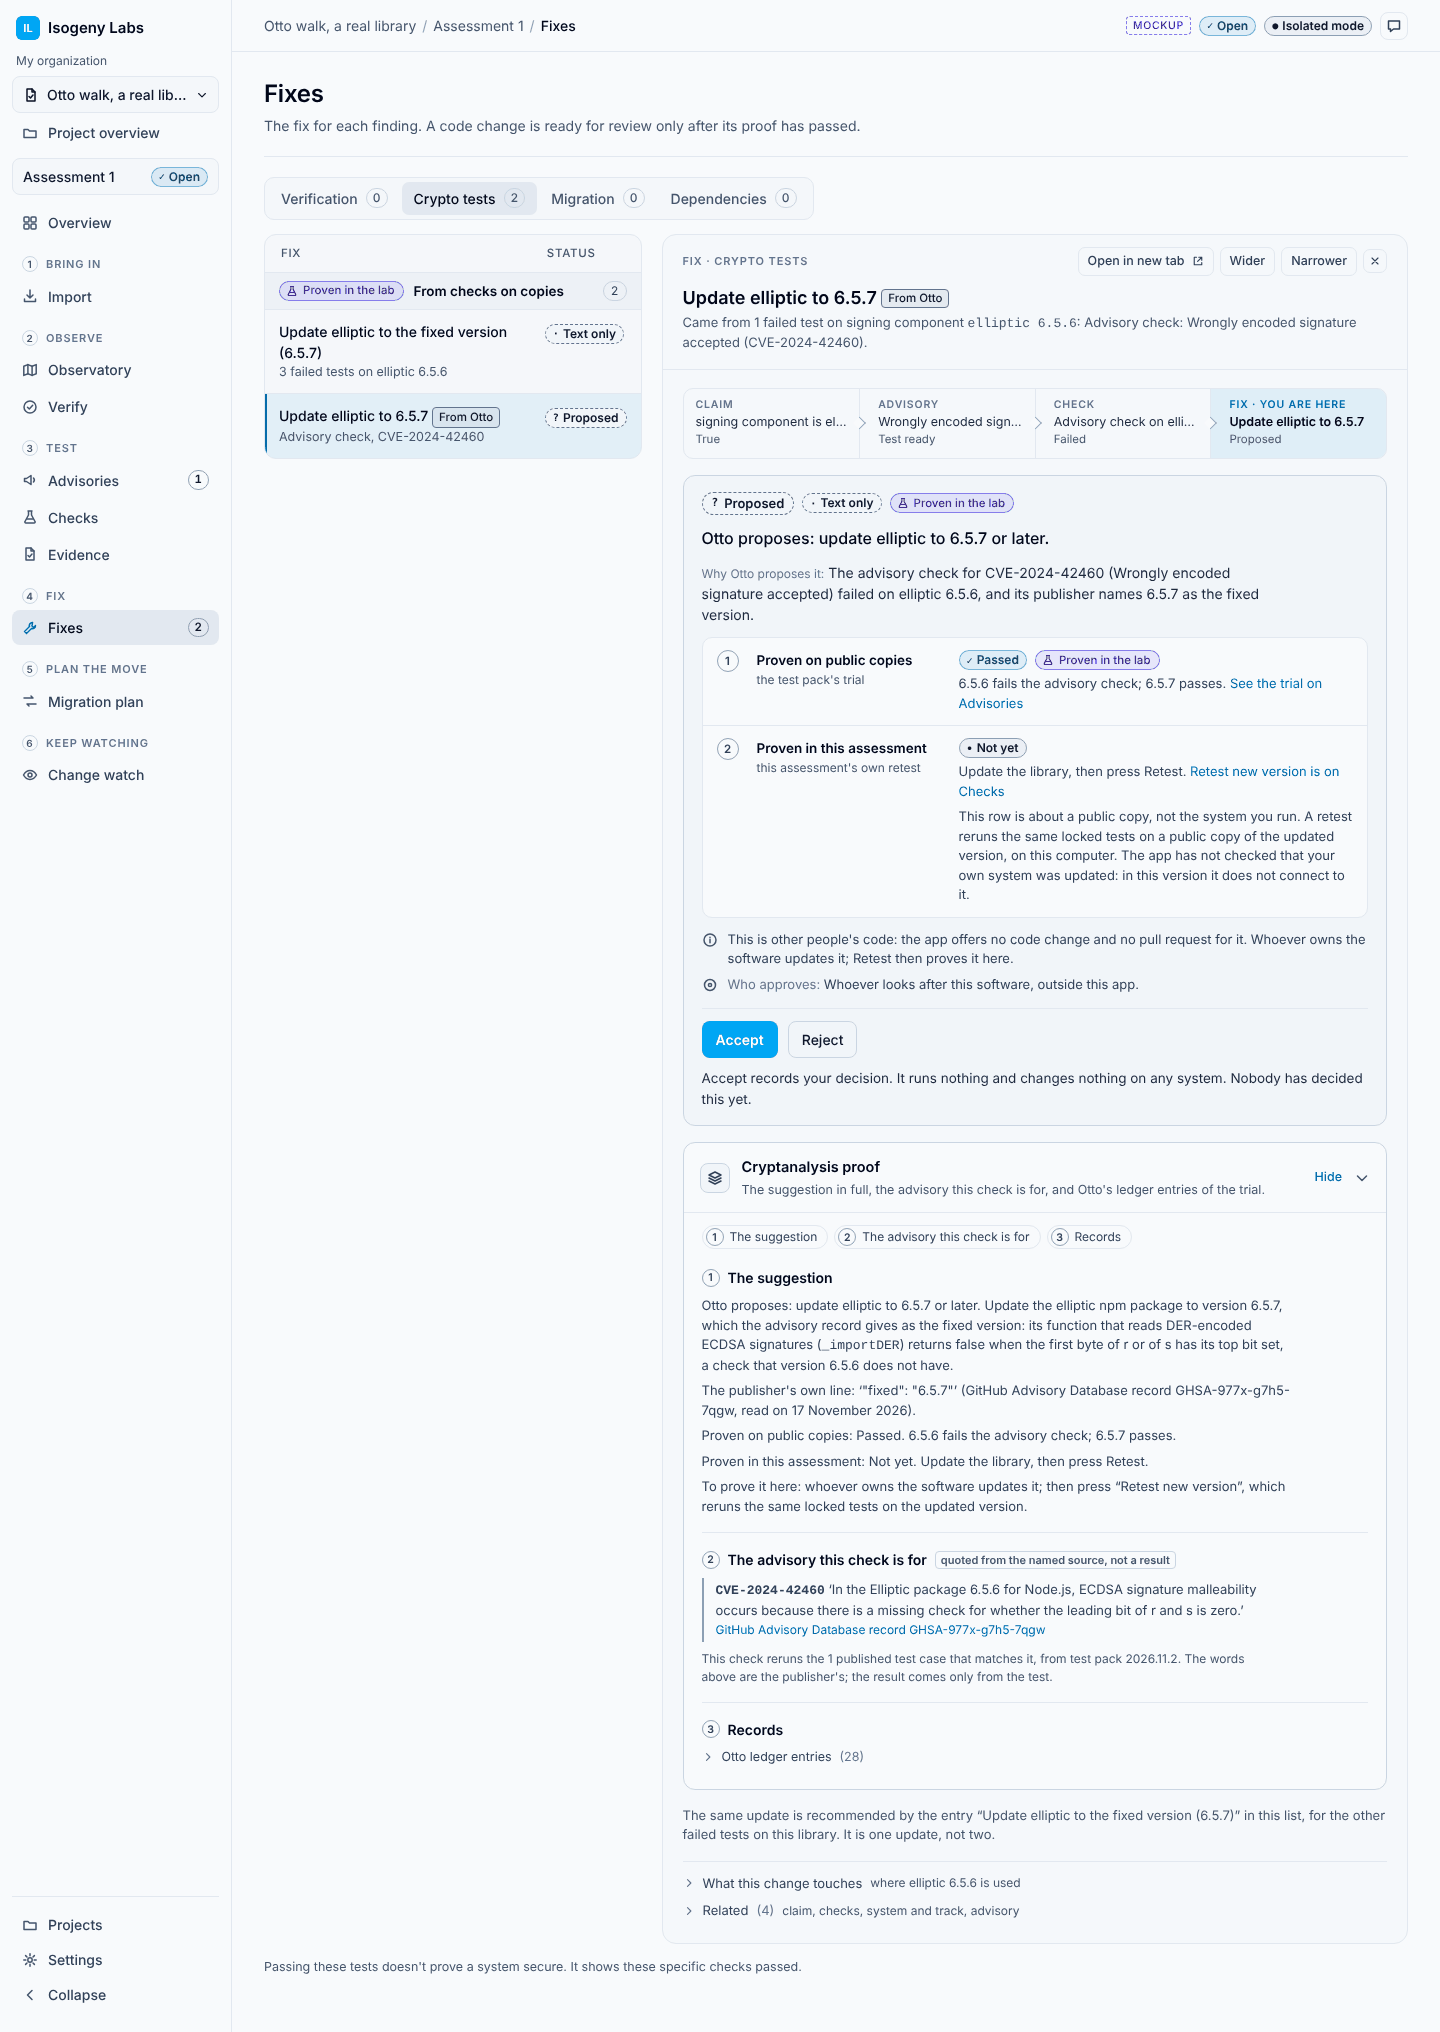 IL Isogeny Labs
My organization
Otto walk, a real lib...
Project overview
Assessment 1 ✓ Open
Overview
1 BRING IN
Import
2 OBSERVE
Observatory
Verify
3 TEST
Advisories 1
Checks
Evidence
4 FIX
Fixes 2
5 PLAN THE MOVE
Migration plan
6 KEEP WATCHING
Change watch
Projects
Settings
Collapse
Otto walk, a real library / Assessment 1 / Fixes
MOCKUP ✓ Open • Isolated mode
Fixes
The fix for each finding. A code change is ready for review only after its proof has passed.
Verification 0 Crypto tests 2 Migration 0 Dependencies 0
FIX STATUS
Proven in the lab From checks on copies 2
Update elliptic to the fixed version
(6.5.7)
· Text only
3 failed tests on elliptic 6.5.6
Update elliptic to 6.5.7 From Otto ? Proposed
Advisory check, CVE-2024-42460
FIX · CRYPTO TESTS
Open in new tab Wider Narrower ✕
Update elliptic to 6.5.7 From Otto
Came from 1 failed test on signing component elliptic 6.5.6: Advisory check: Wrongly encoded signature
accepted (CVE-2024-42460).
CLAIM
signing component is el...
True
ADVISORY
Wrongly encoded sign...
Test ready
CHECK
Advisory check on elli...
Failed
FIX · YOU ARE HERE
Update elliptic to 6.5.7
Proposed
? Proposed · Text only Proven in the lab
Otto proposes: update elliptic to 6.5.7 or later.
Why Otto proposes it: The advisory check for CVE-2024-42460 (Wrongly encoded
signature accepted) failed on elliptic 6.5.6, and its publisher names 6.5.7 as the fixed
version.
1 Proven on public copies
the test pack's trial
✓ Passed Proven in the lab
6.5.6 fails the advisory check; 6.5.7 passes. See the trial on
Advisories
2 Proven in this assessment
this assessment's own retest
• Not yet
Update the library, then press Retest. Retest new version is on
Checks
This row is about a public copy, not the system you run. A retest
reruns the same locked tests on a public copy of the updated
version, on this computer. The app has not checked that your
own system was updated: in this version it does not connect to
it.
This is other people's code: the app offers no code change and no pull request for it. Whoever owns the
software updates it; Retest then proves it here.
Who approves: Whoever looks after this software, outside this app.
Accept Reject
Accept records your decision. It runs nothing and changes nothing on any system. Nobody has decided
this yet.
Cryptanalysis proof
The suggestion in full, the advisory this check is for, and Otto's ledger entries of the trial.
Hide
1 The suggestion 2 The advisory this check is for 3 Records
1 The suggestion
Otto proposes: update elliptic to 6.5.7 or later. Update the elliptic npm package to version 6.5.7,
which the advisory record gives as the fixed version: its function that reads DER-encoded
ECDSA signatures (_importDER) returns false when the first byte of r or of s has its top bit set,
a check that version 6.5.6 does not have.
The publisher's own line: ‘"fixed": "6.5.7"’ (GitHub Advisory Database record GHSA-977x-g7h5-
7qgw, read on 17 November 2026).
Proven on public copies: Passed. 6.5.6 fails the advisory check; 6.5.7 passes.
Proven in this assessment: Not yet. Update the library, then press Retest.
To prove it here: whoever owns the software updates it; then press “Retest new version”, which
reruns the same locked tests on the updated version.
2 The advisory this check is for quoted from the named source, not a result
CVE-2024-42460 ‘In the Elliptic package 6.5.6 for Node.js, ECDSA signature malleability
occurs because there is a missing check for whether the leading bit of r and s is zero.’
GitHub Advisory Database record GHSA-977x-g7h5-7qgw
This check reruns the 1 published test case that matches it, from test pack 2026.11.2. The words
above are the publisher's; the result comes only from the test.
3 Records
Otto ledger entries (28)
The same update is recommended by the entry “Update elliptic to the fixed version (6.5.7)” in this list, for the other
failed tests on this library. It is one update, not two.
What this change touches where elliptic 6.5.6 is used
Related (4) claim, checks, system and track, advisory
Passing these tests doesn't prove a system secure. It shows these specific checks passed.